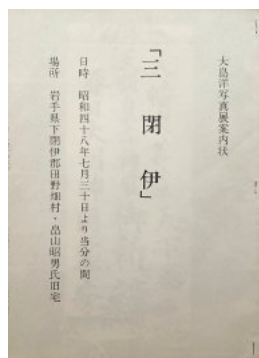 大島洋写真展案内状
「三閉伊」
日時 昭和四十八年七月三十日より当分の間
場所 岩手県下閉伊郡田野畑村・畠山昭男氏旧宅